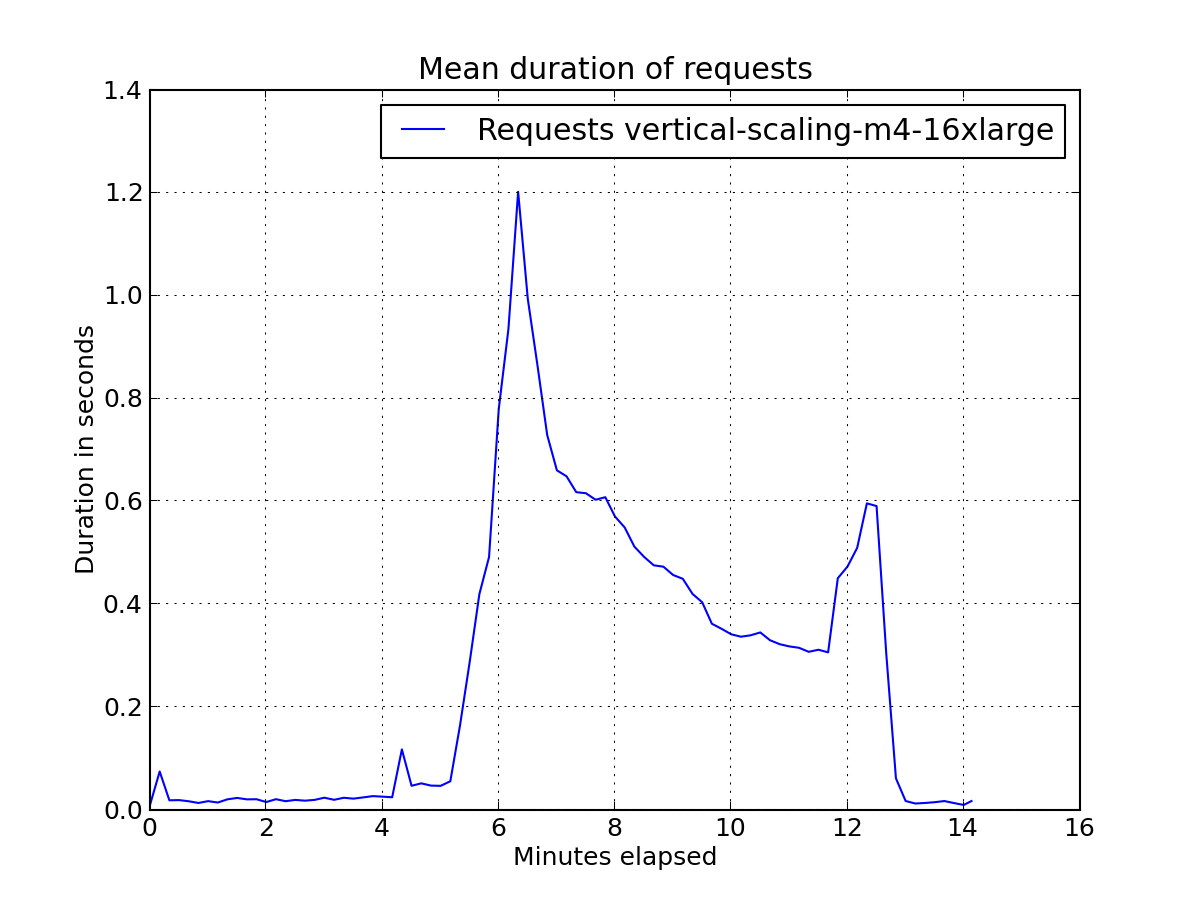 Mean duration of requests
Requests vertical-scaling-m4-16xlarge
1.4
1.2
1.0
0.8
0.6
0.4
0.2
0.0
Duration in seconds
0 2 4 6 8 10 12 14 16
Minutes elapsed